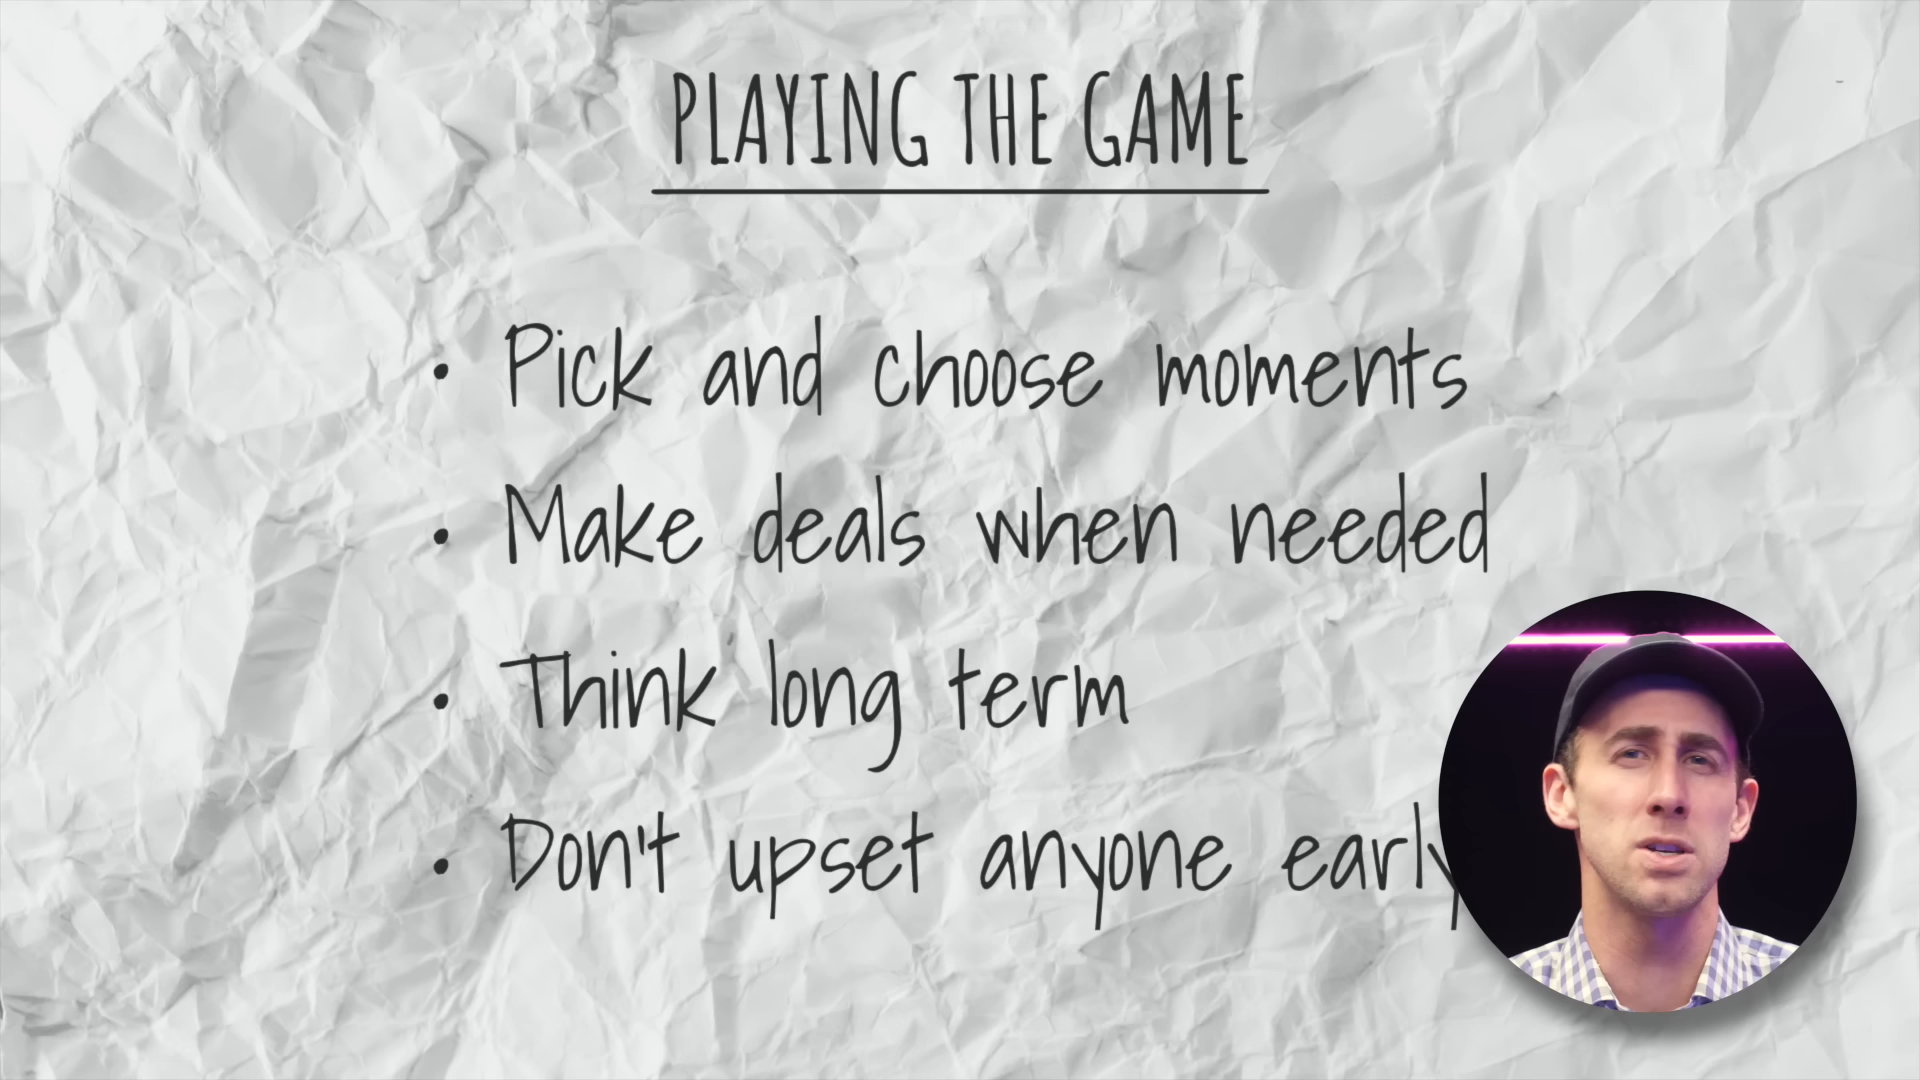 PLAYING THE GAME
• Pick and choose moments
• Make deals when needed
• Think long term
• Don't upset anyone early